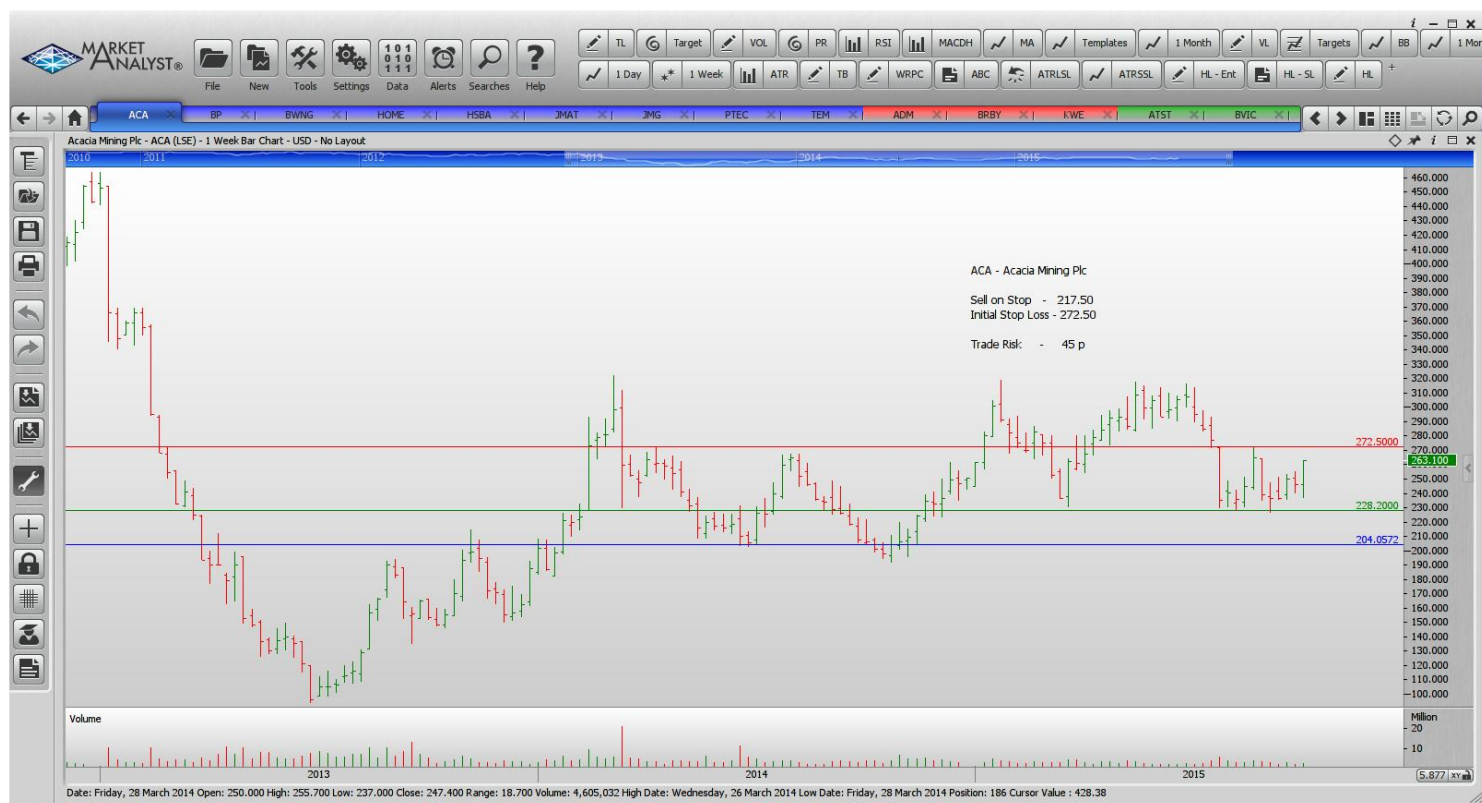 MARKET
ANALYST®
File New Tools Settings Data Alerts Searches Help
TL Target VOL PR RSI MACDH MA Templates 1 Month VL Targets BB 1 Mor
1 Day 1 Week ATR TB WRPC ABC ATRLSL ATRSSL HL - Ent HL - SL HL
ACA BP BWNG HOME HSBA JMAT JMG PTEC TEM ADM BRBY KWE ATST BVIC
Acacia Mining Plc - ACA (LSE) - 1 Week Bar Chart - USD - No Layout
2010 2011 2012 2013 2014 2015
460.000
450.000
440.000
430.000
420.000
410.000
400.000
390.000
380.000
370.000
360.000
350.000
340.000
330.000
320.000
310.000
300.000
290.000
280.000
270.000
263.100
250.000
240.000
230.000
220.000
210.000
200.000
190.000
180.000
170.000
160.000
150.000
140.000
130.000
120.000
110.000
100.000
ACA - Acacia Mining Plc
Sell on Stop - 217.50
Initial Stop Loss - 272.50
Trade Risk - 45 p
272.5000
228.2000
204.0572
Volume
Million
20
10
2013 2014 2015
5.877 XY
Date: Friday, 28 March 2014 Open: 250.000 High: 255.700 Low: 237.000 Close: 247.400 Range: 18.700 Volume: 4,605,032 High Date: Wednesday, 26 March 2014 Low Date: Friday, 28 March 2014 Position: 186 Cursor Value : 428.38